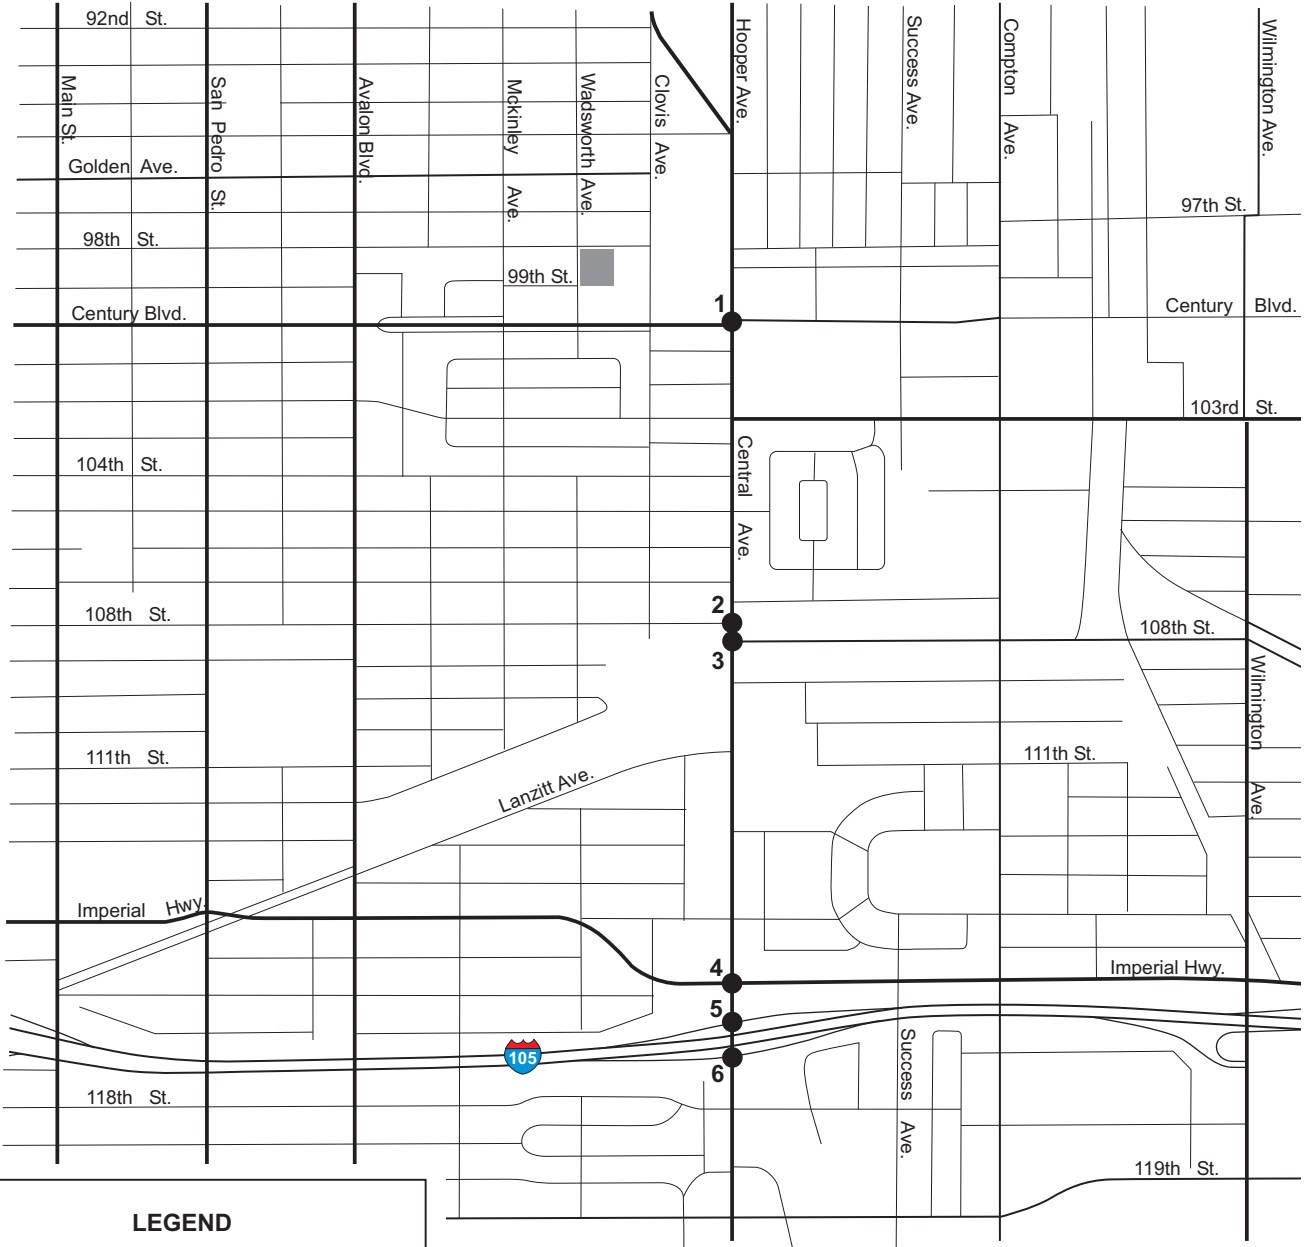 92nd St.
Main St.
San Pedro St.
Avalon Blvd.
Mckinley Ave.
Wadsworth Ave.
Clovis Ave.
Hooper Ave.
Success Ave.
Compton Ave.
Wilmington Ave.
Golden Ave.
97th St.
98th St.
99th St.
Century Blvd.
1
Century Blvd.
103rd St.
104th St.
Central Ave.
108th St.
2
3
108th St.
Wilmington Ave.
111th St.
111th St.
Lanzitt Ave.
Imperial Hwy.
4
Imperial Hwy.
5
105
6
Success Ave.
118th St.
119th St.
LEGEND